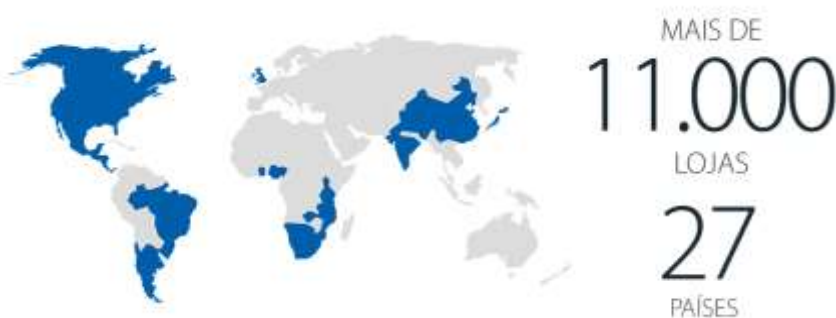 MAIS DE
11.000
LOJAS
27
PAÍSES